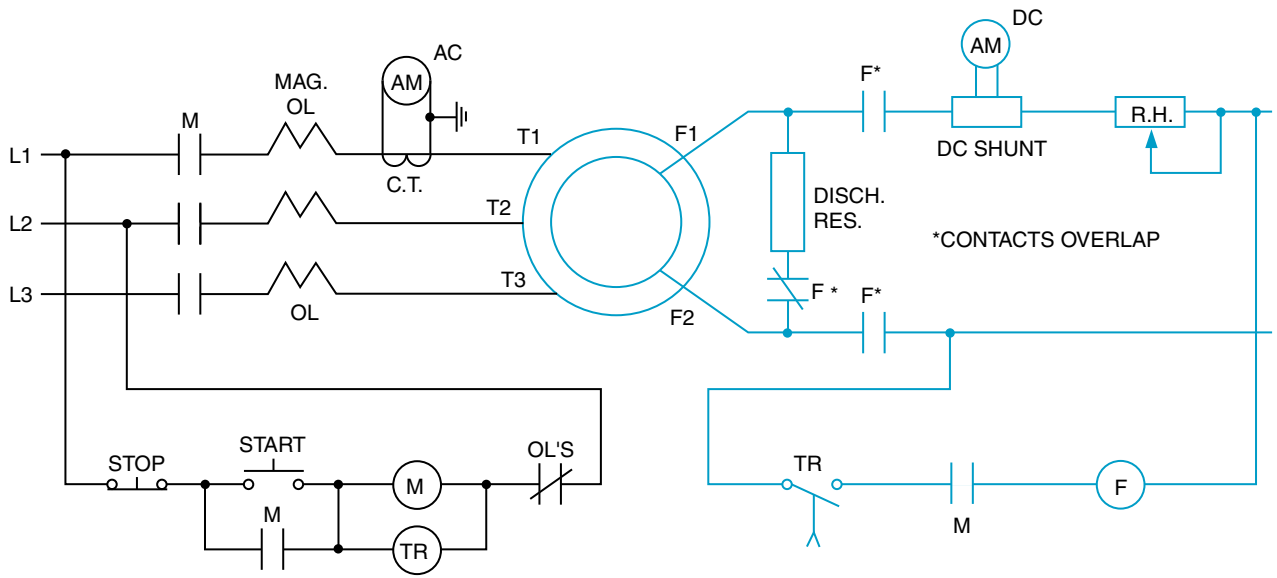 DC
AM
AC
AM
MAG.
OL
F*
R.H.
M
DC SHUNT
L1
T1
F1
C.T.
DISCH.
RES.
L2
T2
*CONTACTS OVERLAP
L3
T3
OL
F *
F*
F2
START
OL'S
STOP
TR
M
F
M
M
TR